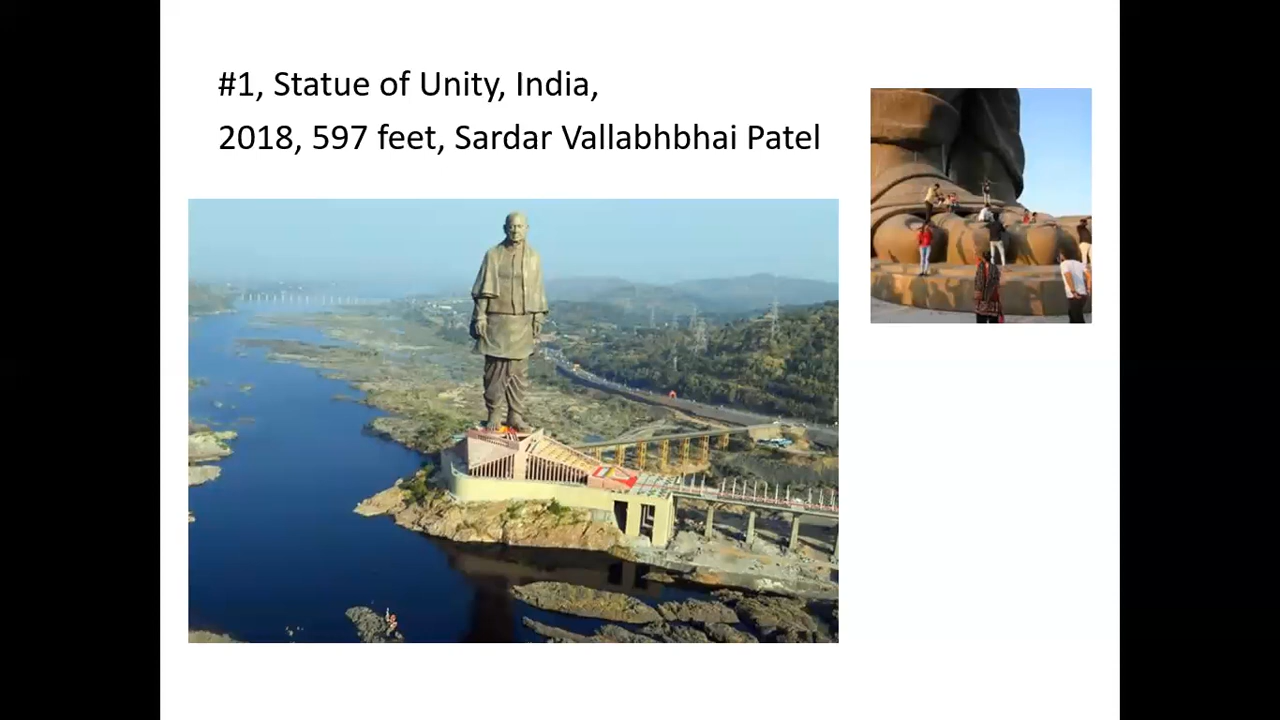 #1, Statue of Unity, India,
2018, 597 feet, Sardar Vallabhbhai Patel